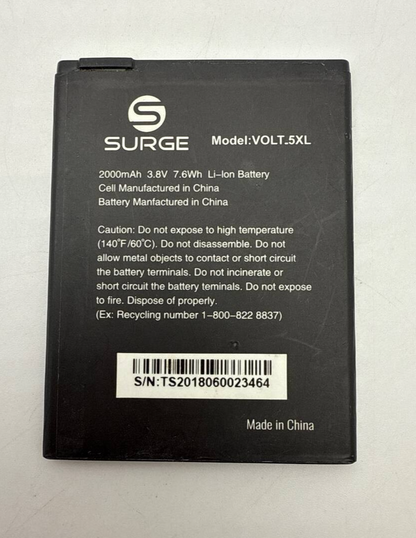 SURGE
Model:VOLT_5XL
2000mAh 3.8V 7.6Wh Li-Ion Battery
Cell Manufactured in China
Battery Manfactured in China
Caution: Do not expose to high temperature
(140°F/60°C). Do not disassemble. Do not
allow metal objects to contact or short circuit
the battery terminals. Do not incinerate or
short circuit the battery teminals. Do not expose
to fire. Dispose of properly.
(Ex: Recycling number 1-800-822 8837)
S/N:TS2018060023464
Made in China